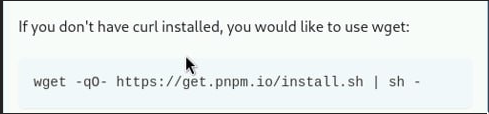 If you don't have curl installed, you would like to use wget:
wget -qO- https://get.pnpm.io/install.sh | sh -